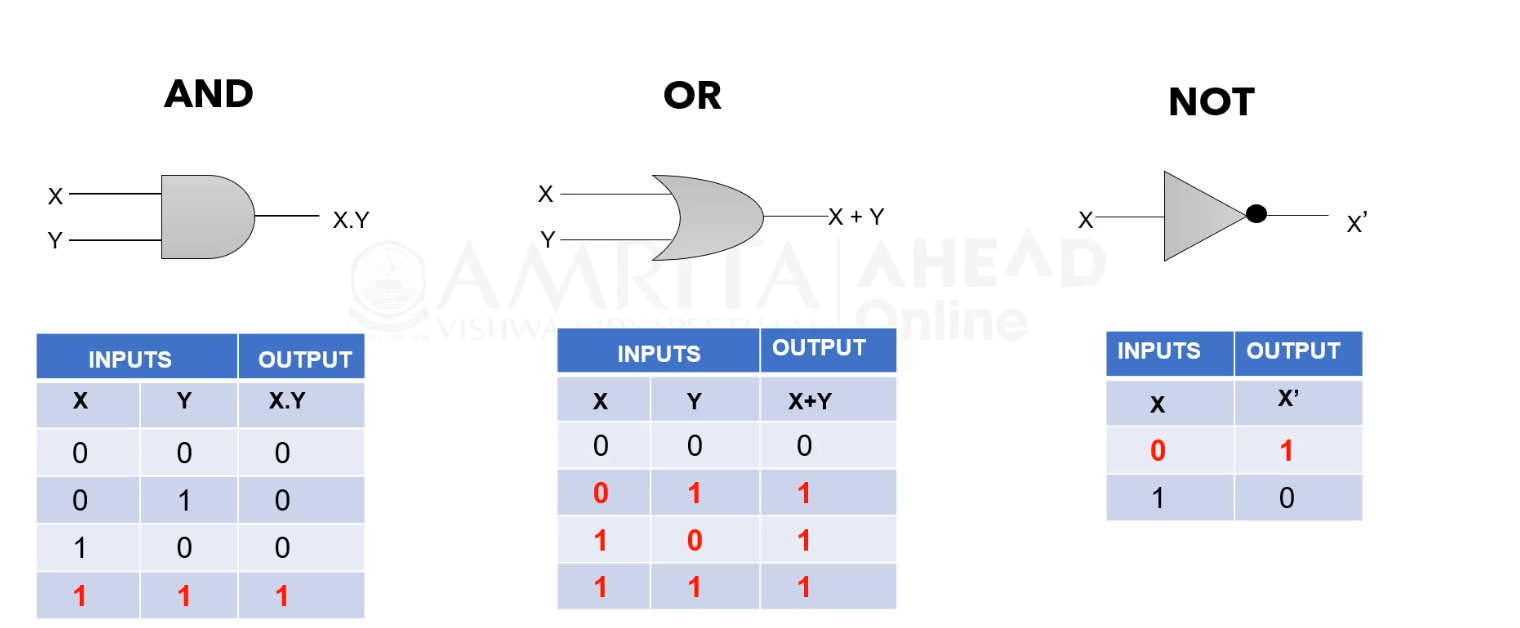 AND
X
Y
X.Y
INPUTS OUTPUT
X Y X.Y
0 0 0
0 1 0
1 0 0
1 1 1
OR
X
Y
X + Y
INPUTS OUTPUT
X Y X+Y
0 0 0
0 1 1
1 0 1
1 1 1
NOT
X
X’
INPUTS OUTPUT
X X’
0 1
1 0
AMRITA
VISHWA VIDYAPEETHAM
AHEAD
Online